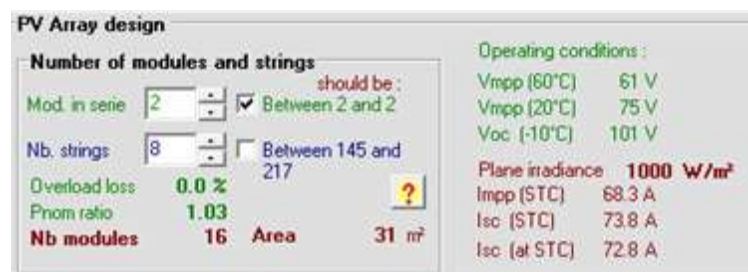 PV Array design
Number of modules and strings
should be :
Mod. in serie 2 Between 2 and 2
Nb. strings 8 Between 145 and
217
Overload loss 0.0 %
Pnom ratio 1.03
?
Nb modules 16 Area 31 m²
Operating conditions :
Vmpp (60°C) 61 V
Vmpp (20°C) 75 V
Voc (-10°C) 101 V
Plane irradiance 1000 W/m²
Impp (STC) 68.3 A
Isc (STC) 73.8 A
Isc (at STC) 72.8 A